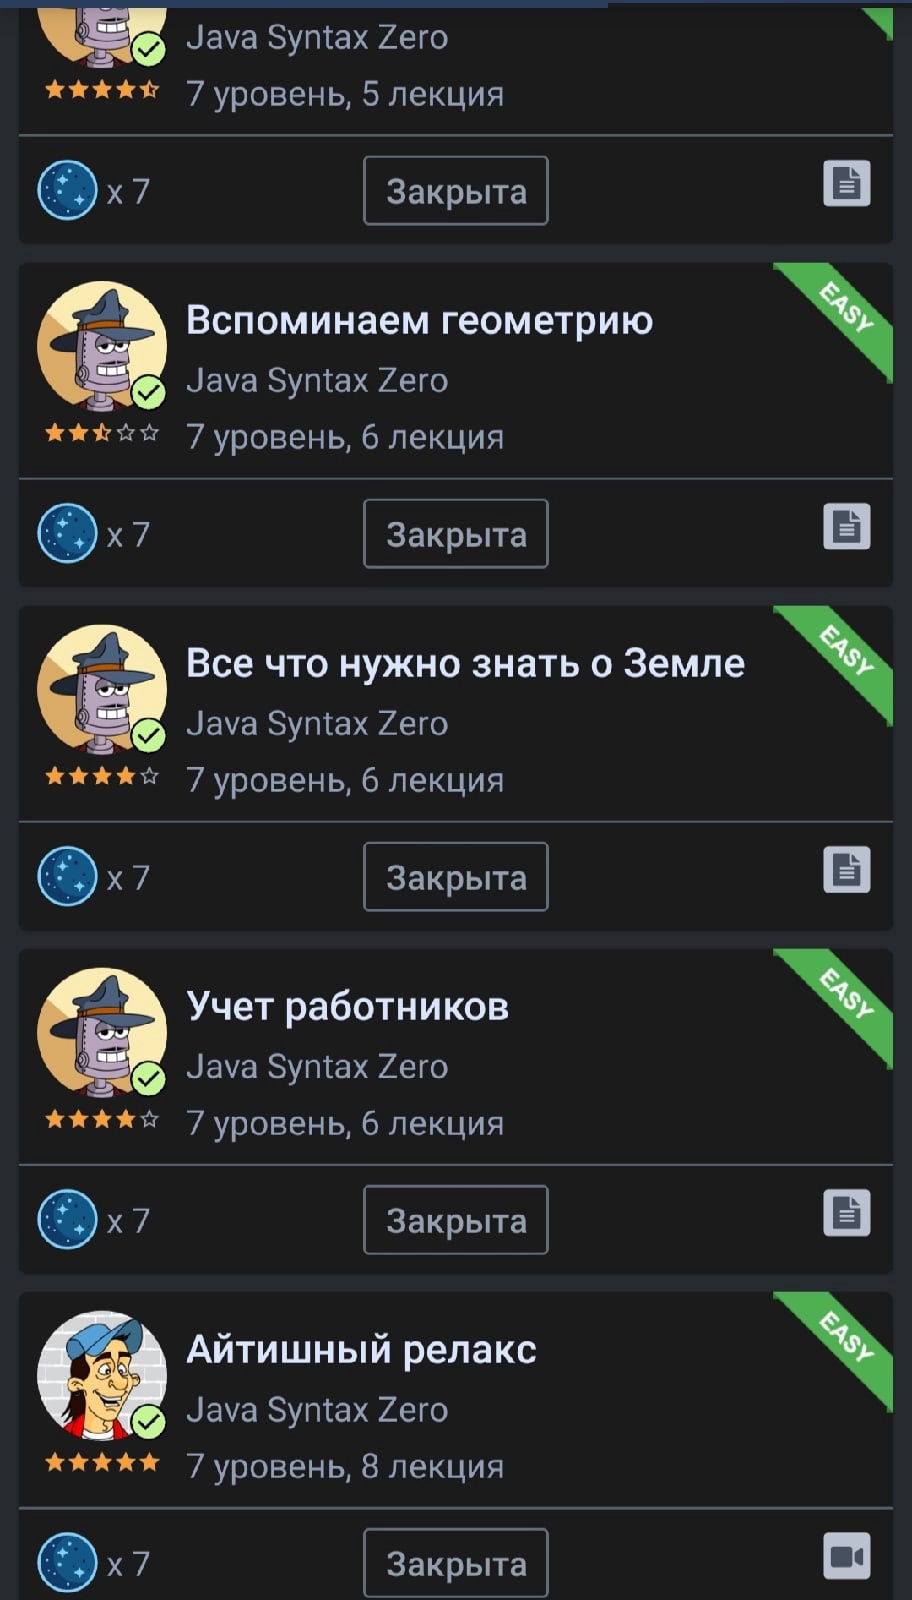 Java Syntax Zero
7 уровень, 5 лекция
x 7
Закрыта
EASY
Вспоминаем геометрию
Java Syntax Zero
7 уровень, 6 лекция
x 7
Закрыта
EASY
Все что нужно знать о Земле
Java Syntax Zero
7 уровень, 6 лекция
x 7
Закрыта
EASY
Учет работников
Java Syntax Zero
7 уровень, 6 лекция
x 7
Закрыта
EASY
Айтишный релакс
Java Syntax Zero
7 уровень, 8 лекция
x 7
Закрыта